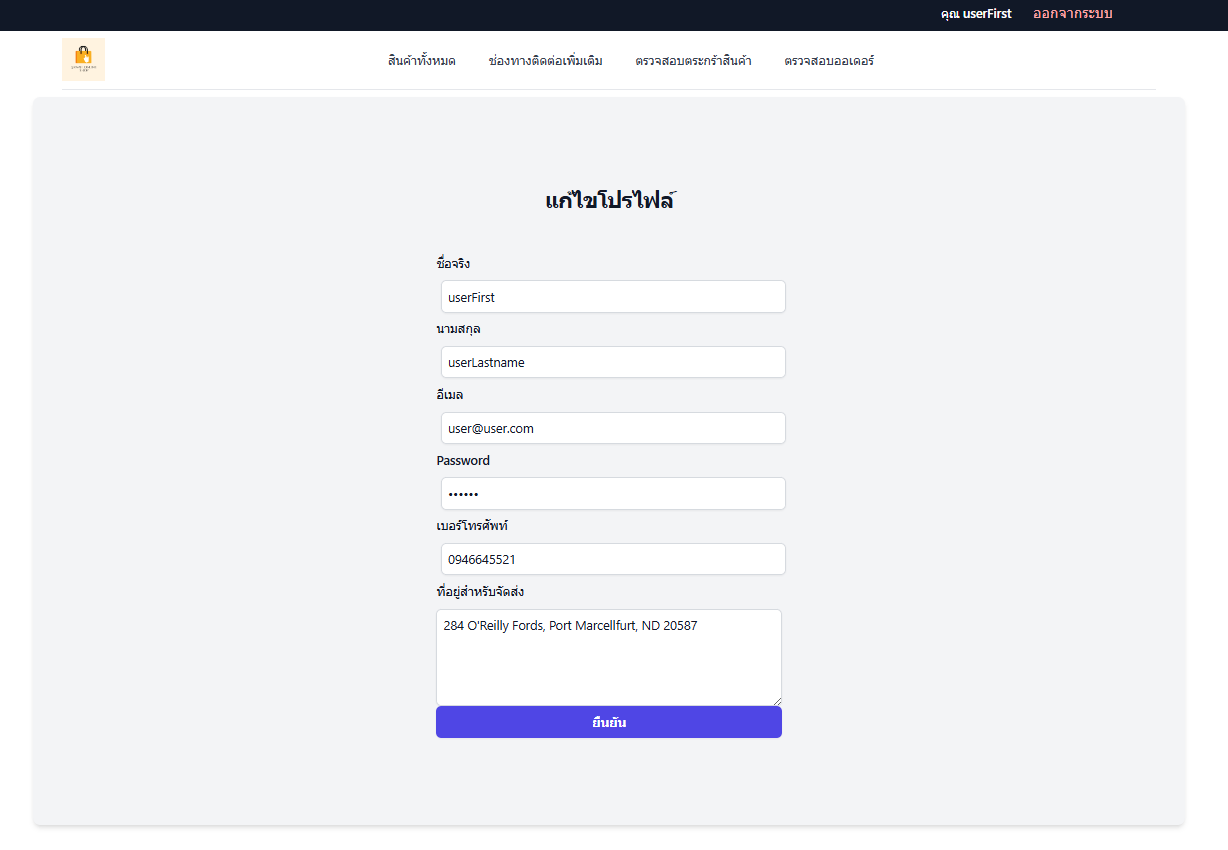 คุณ userFirst ออกจากระบบ
สินค้าทั้งหมด ช่องทางติดต่อเพิ่มเติม ตรวจสอบตระกร้าสินค้า ตรวจสอบออเดอร์
แก้ไขโปรไฟล์
ชื่อจริง
userFirst
นามสกุล
userLastname
อีเมล
user@user.com
Password
••••••
เบอร์โทรศัพท์
0946645521
ที่อยู่สำหรับจัดส่ง
284 O'Reilly Fords, Port Marcellfurt, ND 20587
ยืนยัน